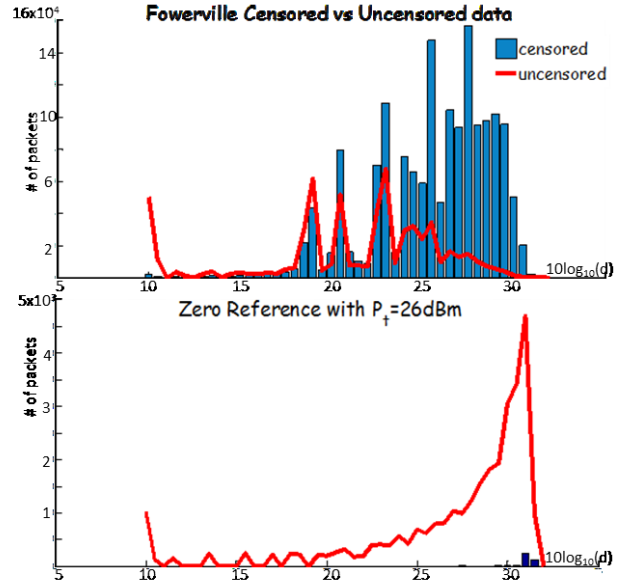 Fowerville Censored vs Uncensored data
16x10⁴
14
10
6
2
# of packets
censored
uncensored
10log₁₀(d)
5 10 15 20 25 30
Zero Reference with Pₜ=26dBm
5x10³
4
3
2
1
# of packets
10log₁₀(d)
5 10 15 20 25 30